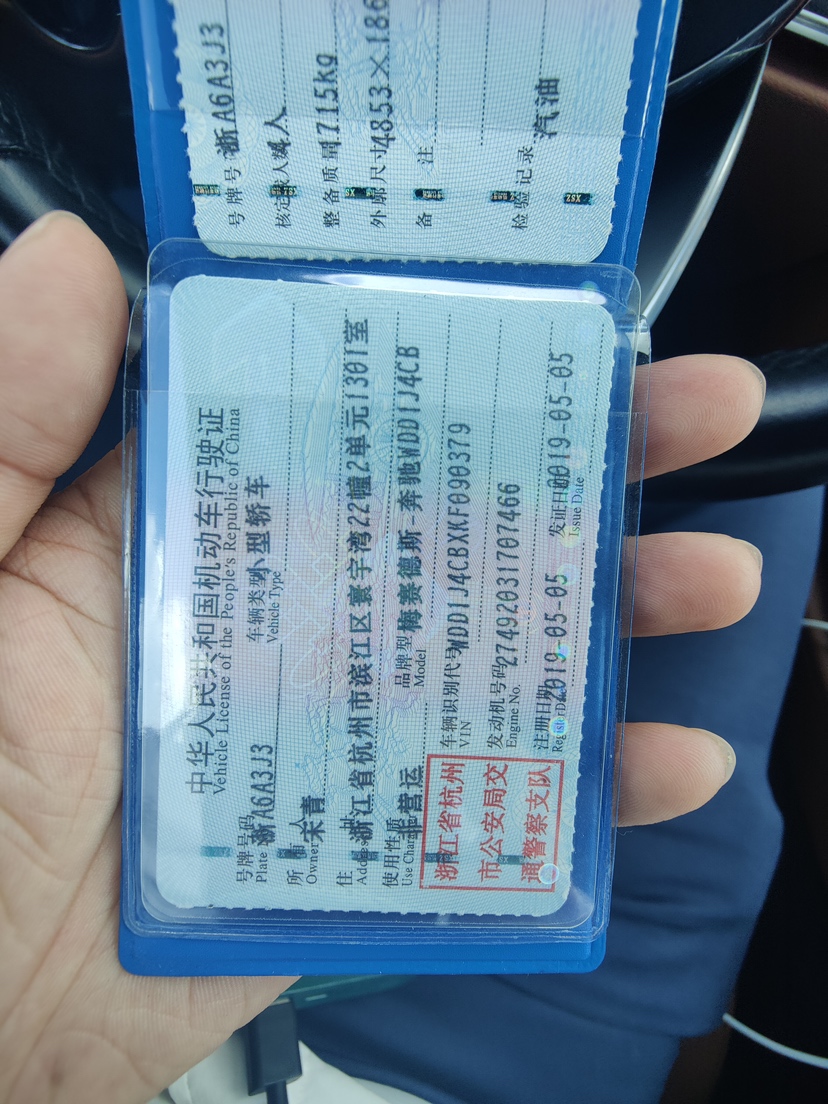 中华人民共和国机动车行驶证
Vehicle License of the People's Republic of China
号牌号码 浙A6A3J3 车辆类型 小型轿车
Plate Vehicle Type
所 人 宋青
Owner
住 址 浙江省杭州市滨江区寰宇湾22幢2单元1301室
Address
使用性质 非营运 品牌型 梅赛德斯-奔驰WDD1J4CB
Use Character Model
浙江省杭州
市公安局交
通警察支队
车辆识别代号 WDD1J4CBXKF090379
VIN
发动机号码 27492031707466
Engine No.
注册日期 2019-05-05 发证日期 2019-05-05
Register Date Issue Date
号牌号 浙A6A3J3
核定 人数 4人
整备质量 1715kg
外廓尺寸 4853×186
备 注
检验记录 汽油